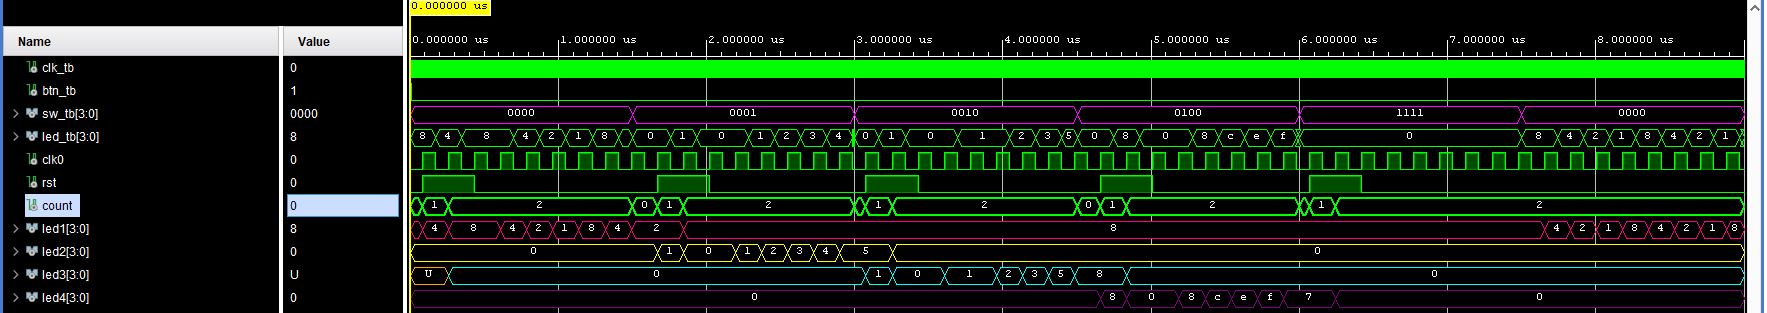 0.000000 us
Name Value 0.000000 us 1.000000 us 2.000000 us 3.000000 us 4.000000 us 5.000000 us 6.000000 us 7.000000 us 8.000000 us
clk_tb 0
btn_tb 1
sw_tb[3:0] 0000 0000 0001 0010 0100 1111 0000
led_tb[3:0] 8 8 4 8 4 2 1 8 0 1 0 1 2 3 4 0 1 0 1 2 3 5 0 8 0 8 c e f 0 8 4 2 1 8 4 2 1
clk0 0
rst 0
count 0 1 2 0 1 2 1 2 0 1 2 1 2
led1[3:0] 8 4 8 4 2 1 8 4 2 8 4 2 1 8 4 2 1 8
led2[3:0] 0 0 1 0 1 2 3 4 5 0
led3[3:0] U U 0 1 0 1 2 3 5 8 0
led4[3:0] 0 0 8 0 8 c e f 7 0